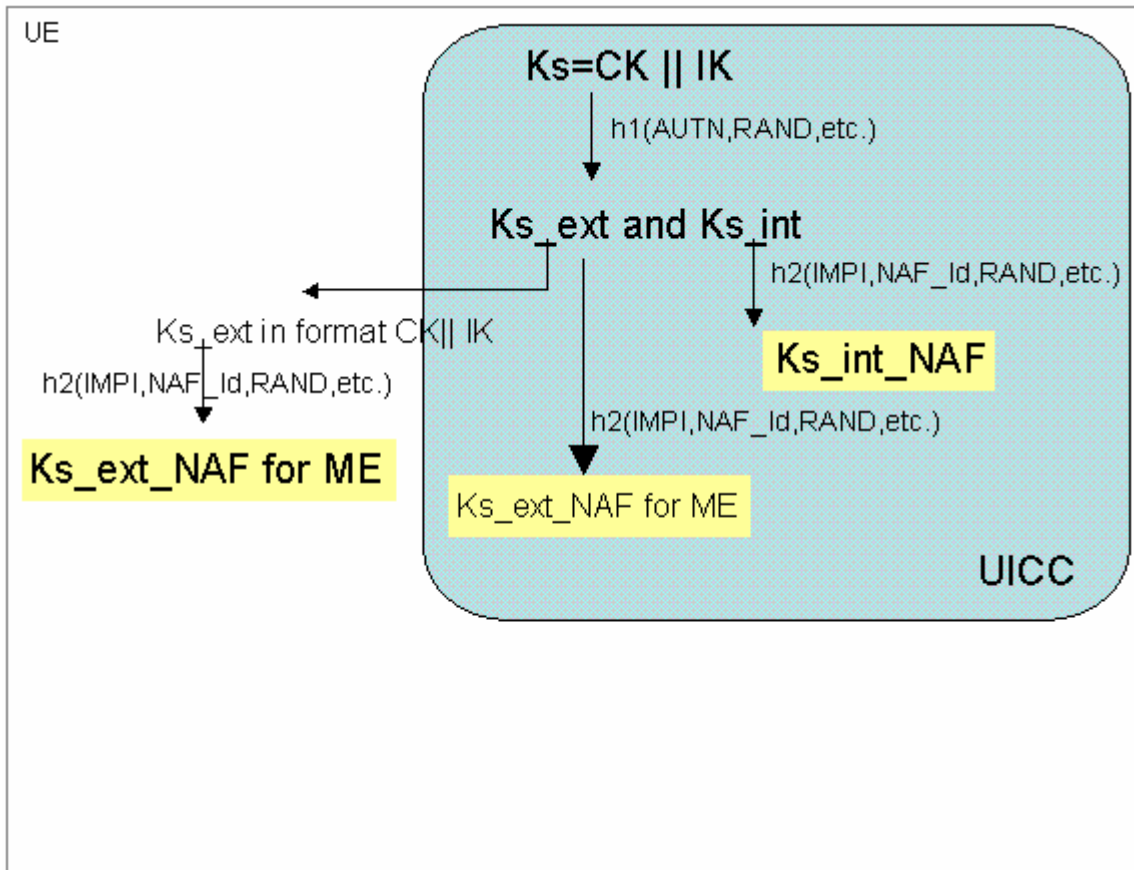 UE
Ks=CK || IK
h1(AUTN,RAND,etc.)
Ks_ext and Ks_int
h2(IMPI,NAF_Id,RAND,etc.)
Ks_ext in format CK|| IK
Ks_int_NAF
h2(IMPI,NAF_Id,RAND,etc.)
h2(IMPI,NAF_Id,RAND,etc.)
Ks_ext_NAF for ME
Ks_ext_NAF for ME
UICC